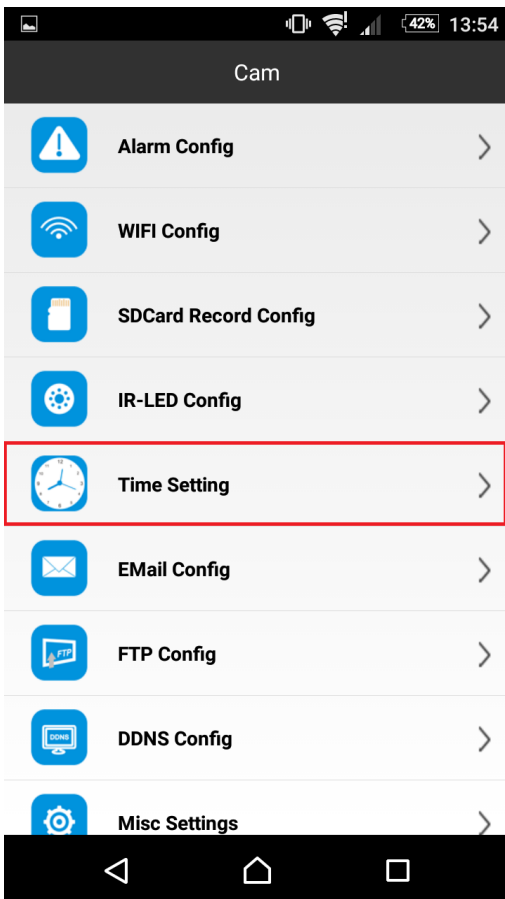 42% 13:54
Cam
Alarm Config
WIFI Config
SDCard Record Config
IR-LED Config
12
Time Setting
EMail Config
FTP
FTP Config
DDNS
DDNS Config
Misc Settings